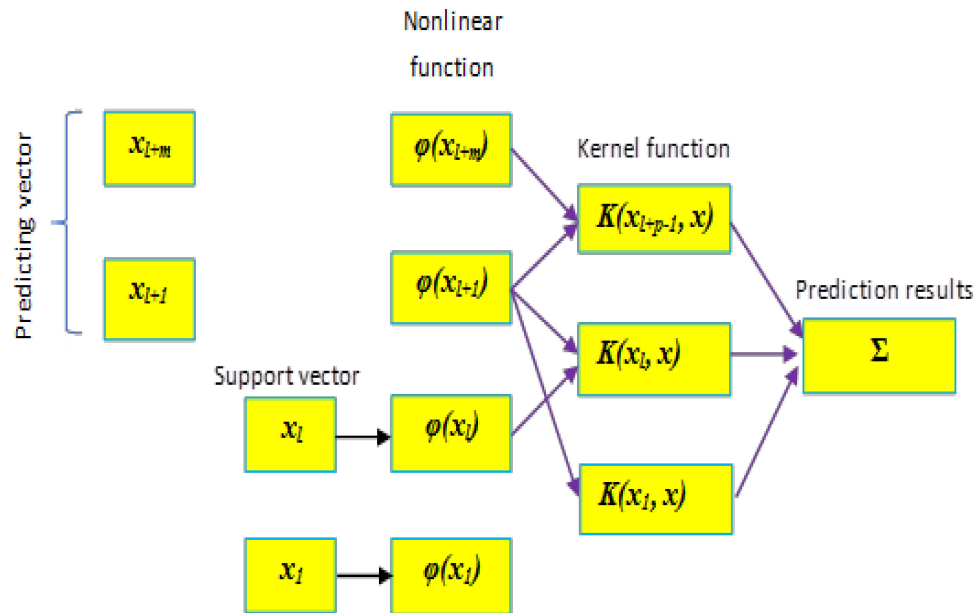 Nonlinear
function
Predicting vector
x_{l+m}
φ(x_{l+m})
Kernel function
K(x_{l+p-1}, x)
x_{l+1}
φ(x_{l+1})
Prediction results
K(x_l, x)
Σ
Support vector
x_l
φ(x_l)
K(x_1, x)
x_1
φ(x_1)